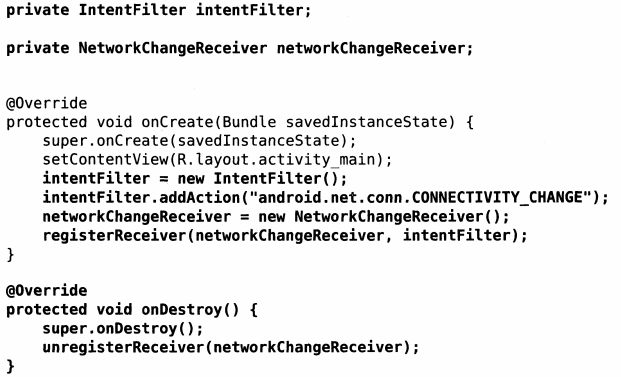 private IntentFilter intentFilter;
private NetworkChangeReceiver networkChangeReceiver;
@Override
protected void onCreate(Bundle savedInstanceState) {
    super.onCreate(savedInstanceState);
    setContentView(R.layout.activity_main);
    intentFilter = new IntentFilter();
    intentFilter.addAction("android.net.conn.CONNECTIVITY_CHANGE");
    networkChangeReceiver = new NetworkChangeReceiver();
    registerReceiver(networkChangeReceiver, intentFilter);
}
@Override
protected void onDestroy() {
    super.onDestroy();
    unregisterReceiver(networkChangeReceiver);
}